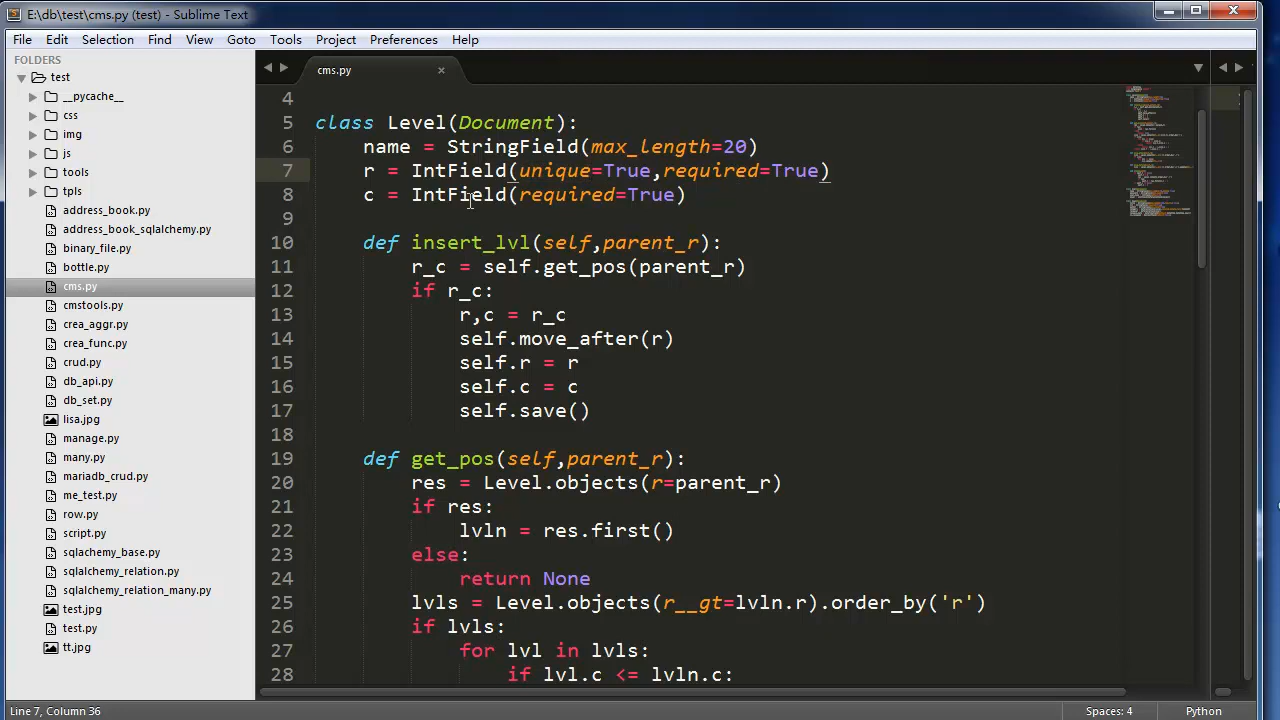 E:\db\test\cms.py (test) - Sublime Text
File Edit Selection Find View Goto Tools Project Preferences Help
FOLDERS
test
__pycache__
css
img
js
tools
tpls
address_book.py
address_book_sqlalchemy.py
binary_file.py
bottle.py
cms.py
cmstools.py
crea_aggr.py
crea_func.py
crud.py
db_api.py
db_set.py
lisa.jpg
manage.py
many.py
mariadb_crud.py
me_test.py
row.py
script.py
sqlachemy_base.py
sqlalchemy_relation.py
sqlalchemy_relation_many.py
test.jpg
test.py
tt.jpg
cms.py
4
5 class Level(Document):
6 name = StringField(max_length=20)
7 r = IntField(unique=True,required=True)
8 c = IntField(required=True)
9
10 def insert_lvl(self,parent_r):
11 r_c = self.get_pos(parent_r)
12 if r_c:
13 r,c = r_c
14 self.move_after(r)
15 self.r = r
16 self.c = c
17 self.save()
18
19 def get_pos(self,parent_r):
20 res = Level.objects(r=parent_r)
21 if res:
22 lvln = res.first()
23 else:
24 return None
25 lvls = Level.objects(r__gt=lvln.r).order_by('r')
26 if lvls:
27 for lvl in lvls:
28 if lvl.c <= lvln.c:
Line 7, Column 36
Spaces: 4
Python